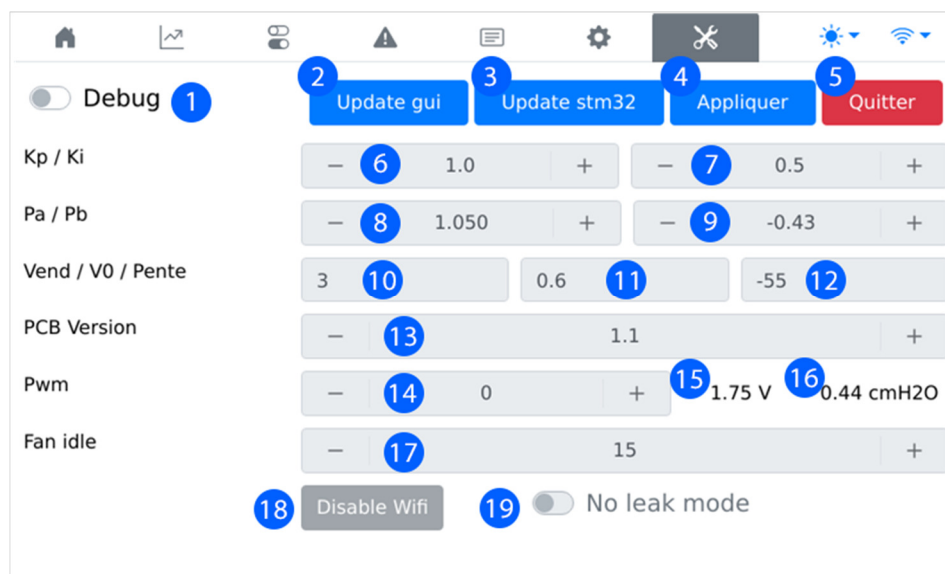 Debug 1 2 Update gui 3 Update stm32 4 Appliquer 5 Quitter
Kp / Ki − 6 1.0 + − 7 0.5 +
Pa / Pb − 8 1.050 + − 9 -0.43 +
Vend / V0 / Pente 3 10 0.6 11 -55 12
PCB Version − 13 1.1 +
Pwm − 14 0 + 15 1.75 V 16 0.44 cmH2O
Fan idle − 17 15 +
18 Disable Wifi 19 No leak mode